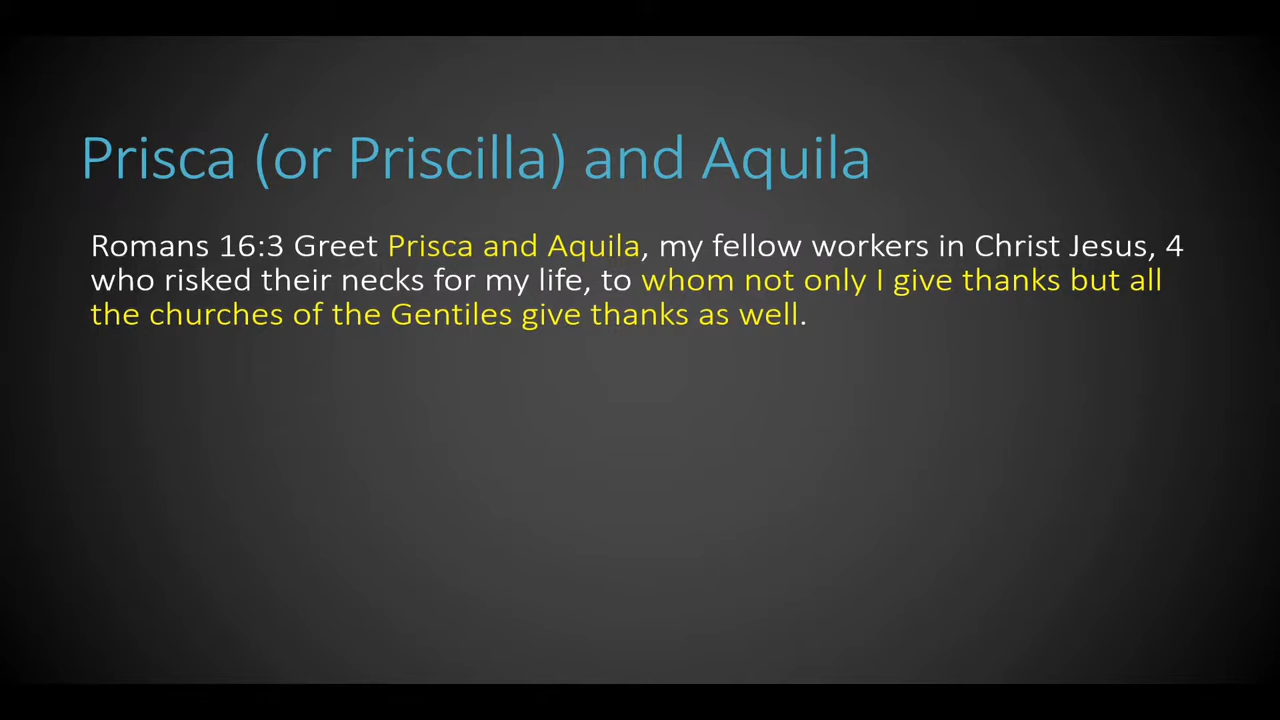 Prisca (or Priscilla) and Aquila
Romans 16:3 Greet Prisca and Aquila, my fellow workers in Christ Jesus, 4
who risked their necks for my life, to whom not only I give thanks but all
the churches of the Gentiles give thanks as well.